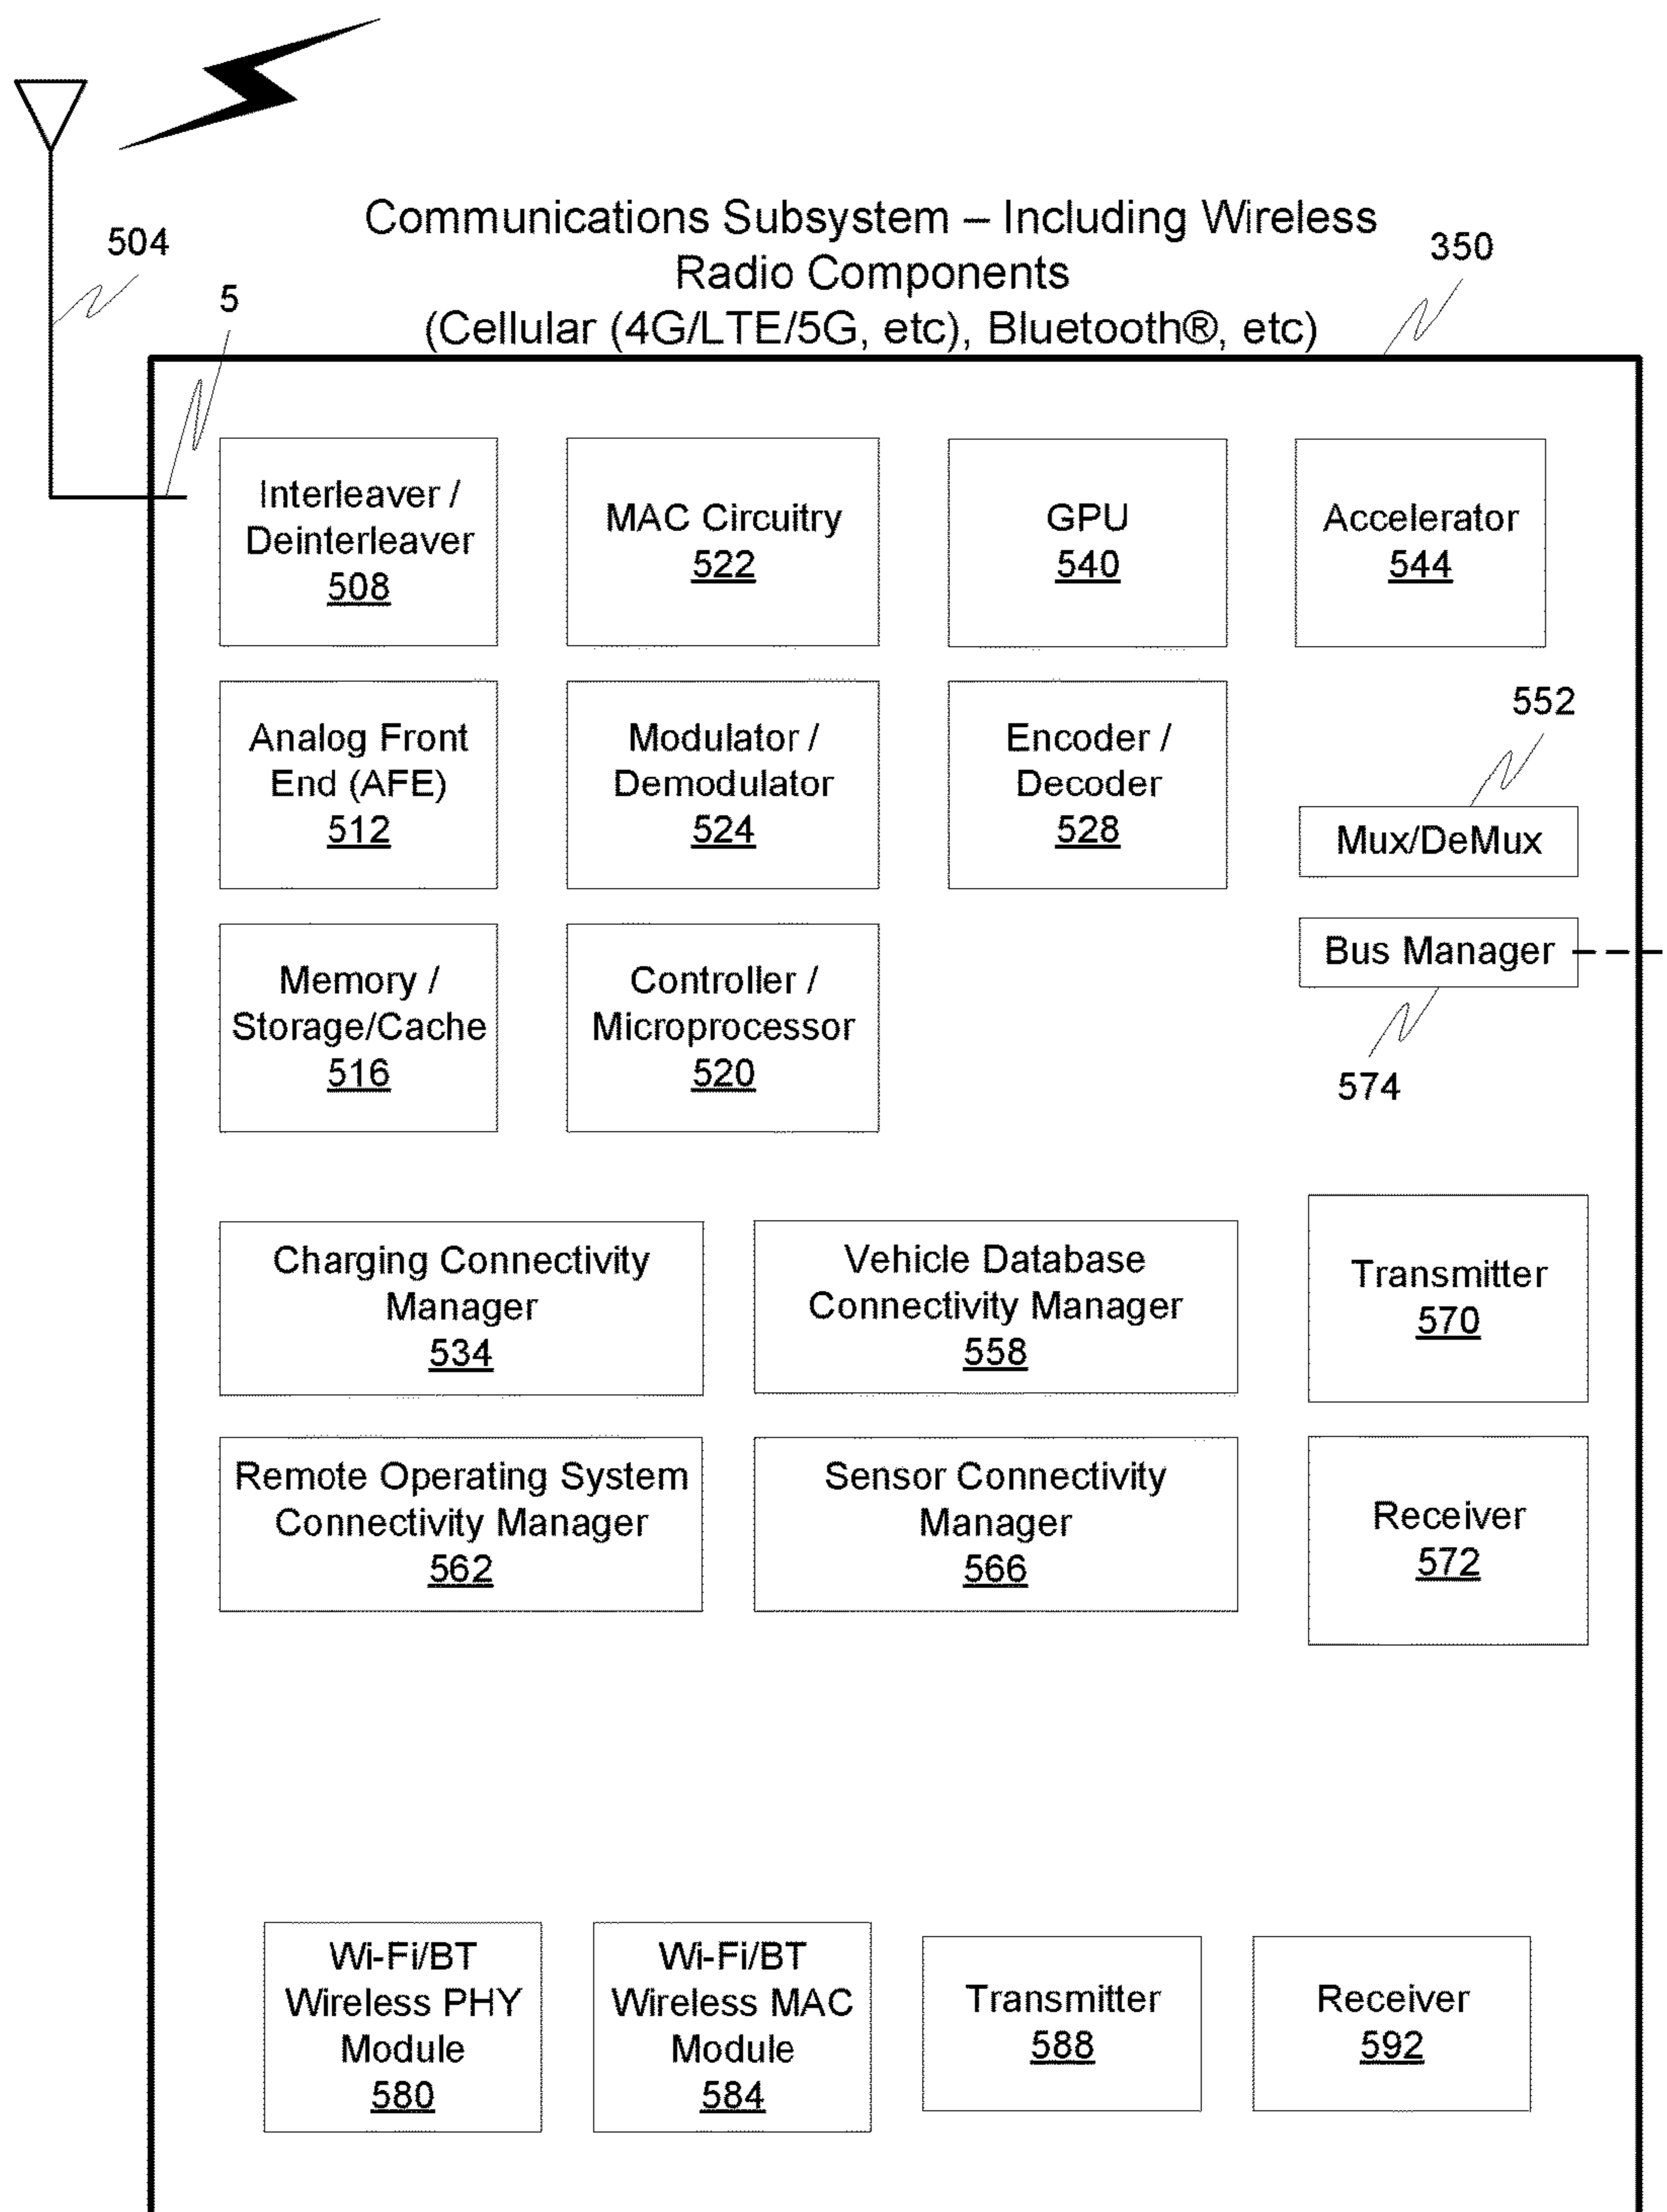 Communications Subsystem – Including Wireless
Radio Components
(Cellular (4G/LTE/5G, etc), Bluetooth®, etc)
504
5
350
Interleaver /
Deinterleaver
508
MAC Circuitry
522
GPU
540
Accelerator
544
Analog Front
End (AFE)
512
Modulator /
Demodulator
524
Encoder /
Decoder
528
552
Mux/DeMux
Bus Manager
574
Memory /
Storage/Cache
516
Controller /
Microprocessor
520
Charging Connectivity
Manager
534
Vehicle Database
Connectivity Manager
558
Transmitter
570
Remote Operating System
Connectivity Manager
562
Sensor Connectivity
Manager
566
Receiver
572
Wi-Fi/BT
Wireless PHY
Module
580
Wi-Fi/BT
Wireless MAC
Module
584
Transmitter
588
Receiver
592